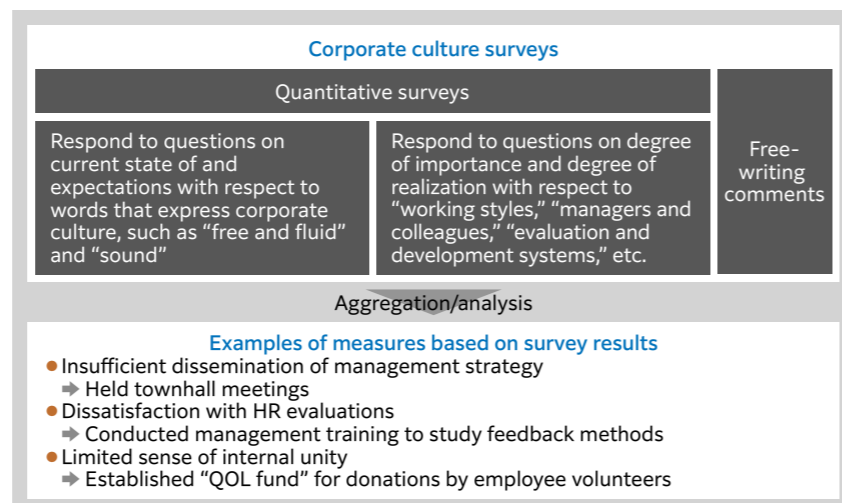 Corporate culture surveys
Quantitative surveys
Respond to questions on
current state of and
expectations with respect to
words that express corporate
culture, such as “free and fluid”
and “sound”
Respond to questions on degree
of importance and degree of
realization with respect to
“working styles,” “managers and
colleagues,” “evaluation and
development systems,” etc.
Free-
writing
comments
Aggregation/analysis
Examples of measures based on survey results
● Insufficient dissemination of management strategy
➡ Held townhall meetings
● Dissatisfaction with HR evaluations
➡ Conducted management training to study feedback methods
● Limited sense of internal unity
➡ Established “QOL fund” for donations by employee volunteers